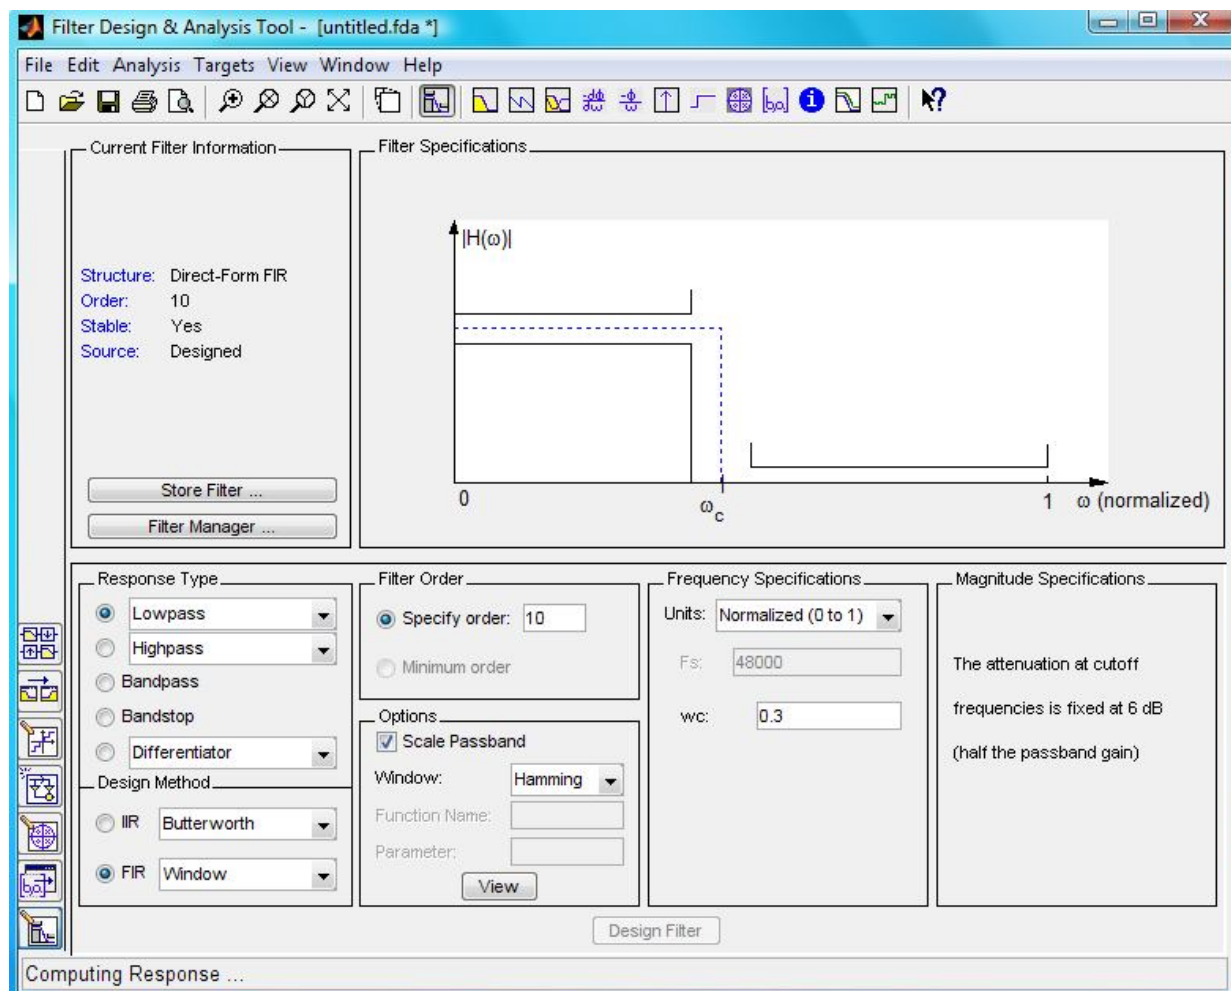 Filter Design & Analysis Tool - [untitled.fda *]
File Edit Analysis Targets View Window Help
Current Filter Information
Structure: Direct-Form FIR
Order: 10
Stable: Yes
Source: Designed
Store Filter ...
Filter Manager ...
Filter Specifications
|H(ω)|
0
ωc
1
ω (normalized)
Response Type
Lowpass
Highpass
Bandpass
Bandstop
Differentiator
Design Method
IIR Butterworth
FIR Window
Filter Order
Specify order: 10
Minimum order
Options
Scale Passband
Window: Hamming
Function Name:
Parameter:
View
Frequency Specifications
Units: Normalized (0 to 1)
Fs: 48000
wc: 0.3
Magnitude Specifications
The attenuation at cutoff
frequencies is fixed at 6 dB
(half the passband gain)
Design Filter
Computing Response ...